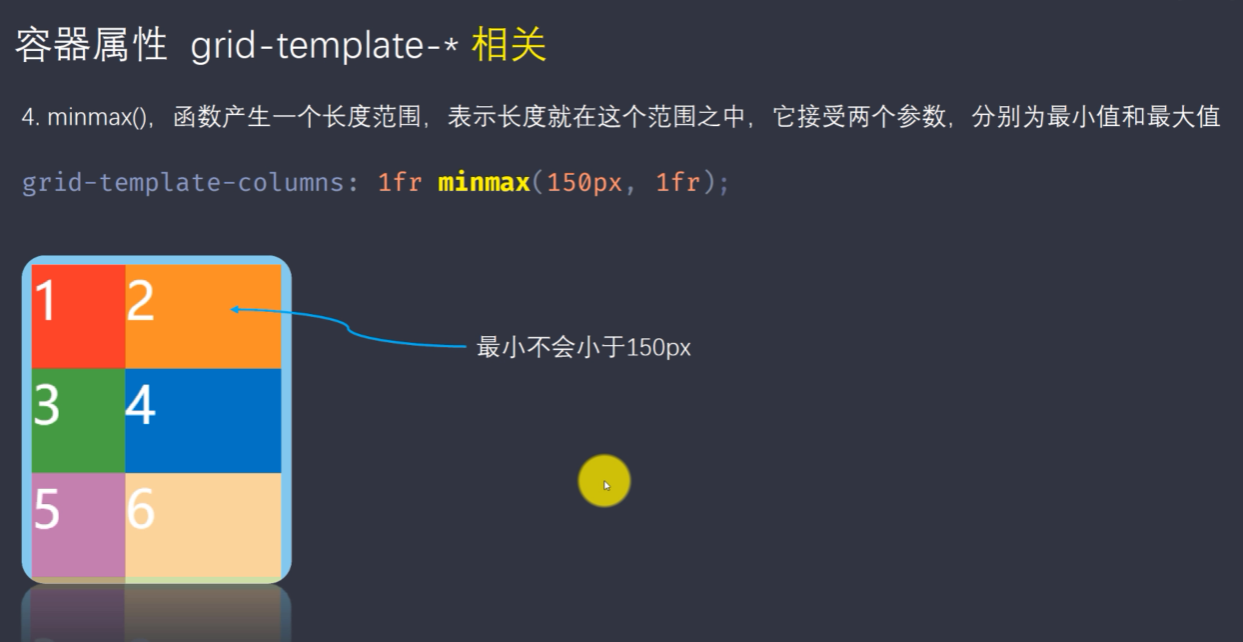 容器属性 grid-template-* 相关
4. minmax()，函数产生一个长度范围，表示长度就在这个范围之中，它接受两个参数，分别为最小值和最大值
grid-template-columns: 1fr minmax(150px, 1fr);
1 2
最小不会小于150px
3 4
5 6